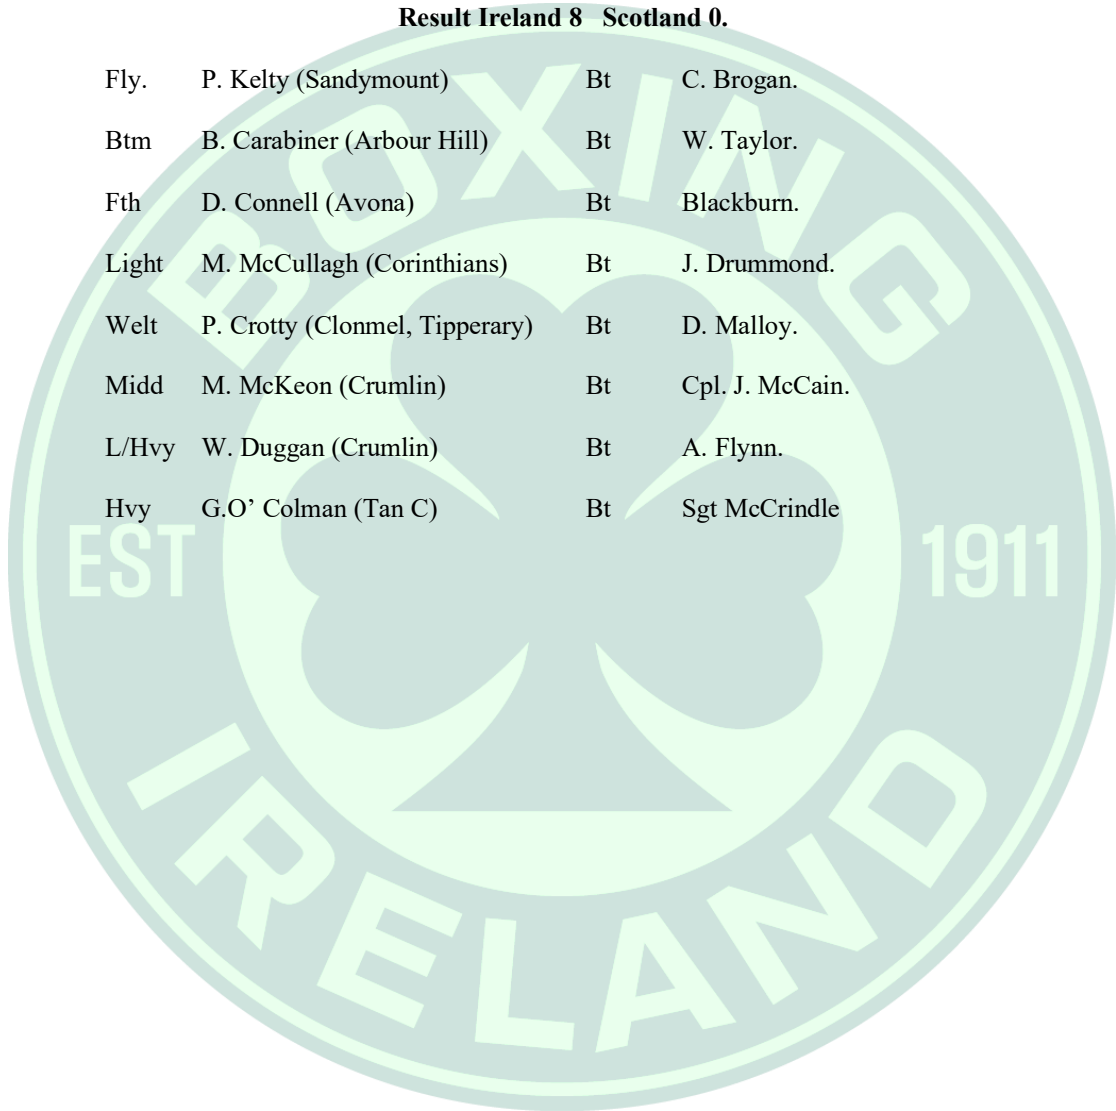 Result Ireland 8 Scotland 0.
Fly. P. Kelty (Sandymount) Bt C. Brogan.
Btm B. Carabiner (Arbour Hill) Bt W. Taylor.
Fth D. Connell (Avona) Bt Blackburn.
Light M. McCullagh (Corinthians) Bt J. Drummond.
Welt P. Crotty (Clonmel, Tipperary) Bt D. Malloy.
Midd M. McKeon (Crumlin) Bt Cpl. J. McCain.
L/Hvy W. Duggan (Crumlin) Bt A. Flynn.
Hvy G.O’ Colman (Tan C) Bt Sgt McCrindle
BOXING
EST 1911
IRELAND